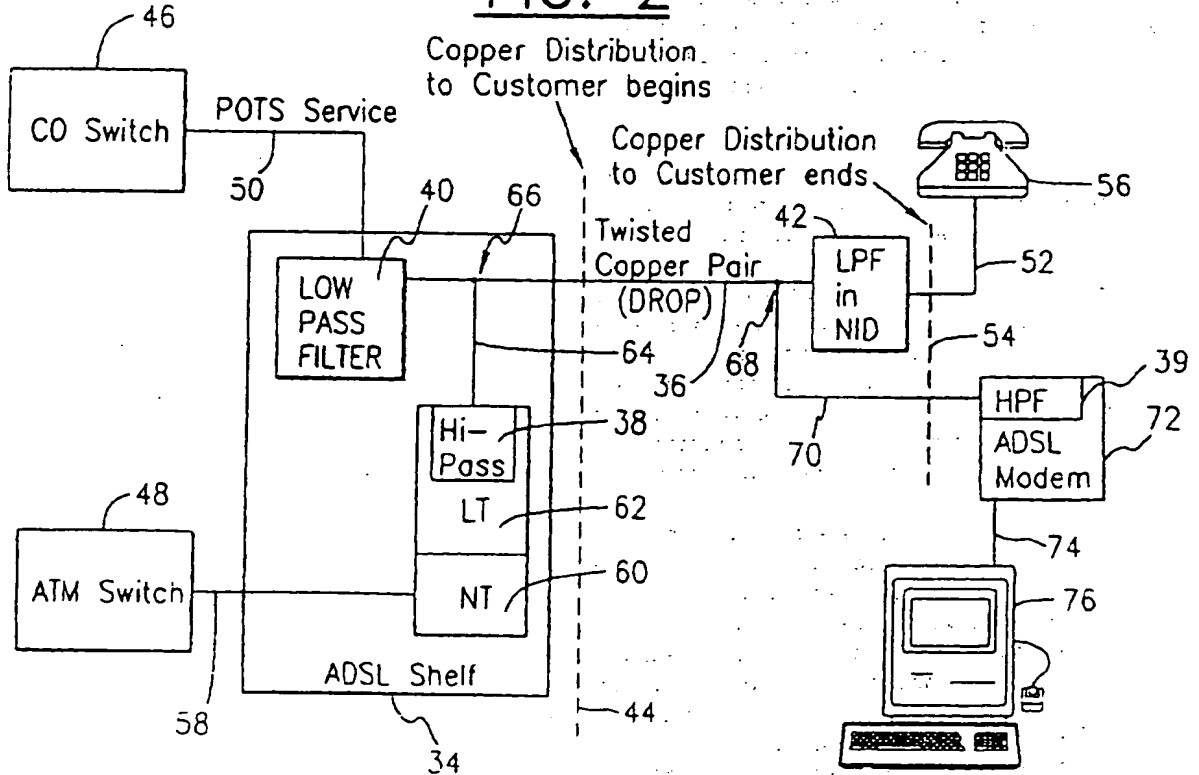 FIG. 2
46
CO Switch
POTS Service
50
Copper Distribution
to Customer begins
Copper Distribution
to Customer ends
56
40
66
LOW
PASS
FILTER
Twisted
Copper Pair
(DROP)
42
LPF
in
NID
52
64
36
68
54
39
HPF
72
ADSL
Modem
70
Hi-
Pass
38
LT
62
48
ATM Switch
NT
60
58
74
76
ADSL Shelf
44
34